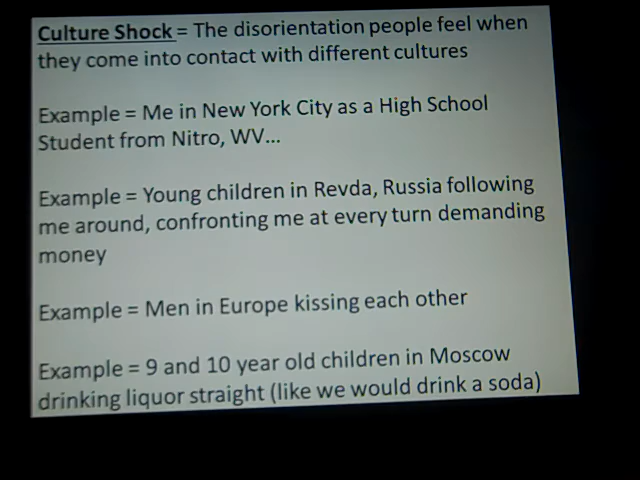 Culture Shock = The disorientation people feel when
they come into contact with different cultures
Example = Me in New York City as a High School
Student from Nitro, WV...
Example = Young children in Revda, Russia following
me around, confronting me at every turn demanding
money
Example = Men in Europe kissing each other
Example = 9 and 10 year old children in Moscow
drinking liquor straight (like we would drink a soda)